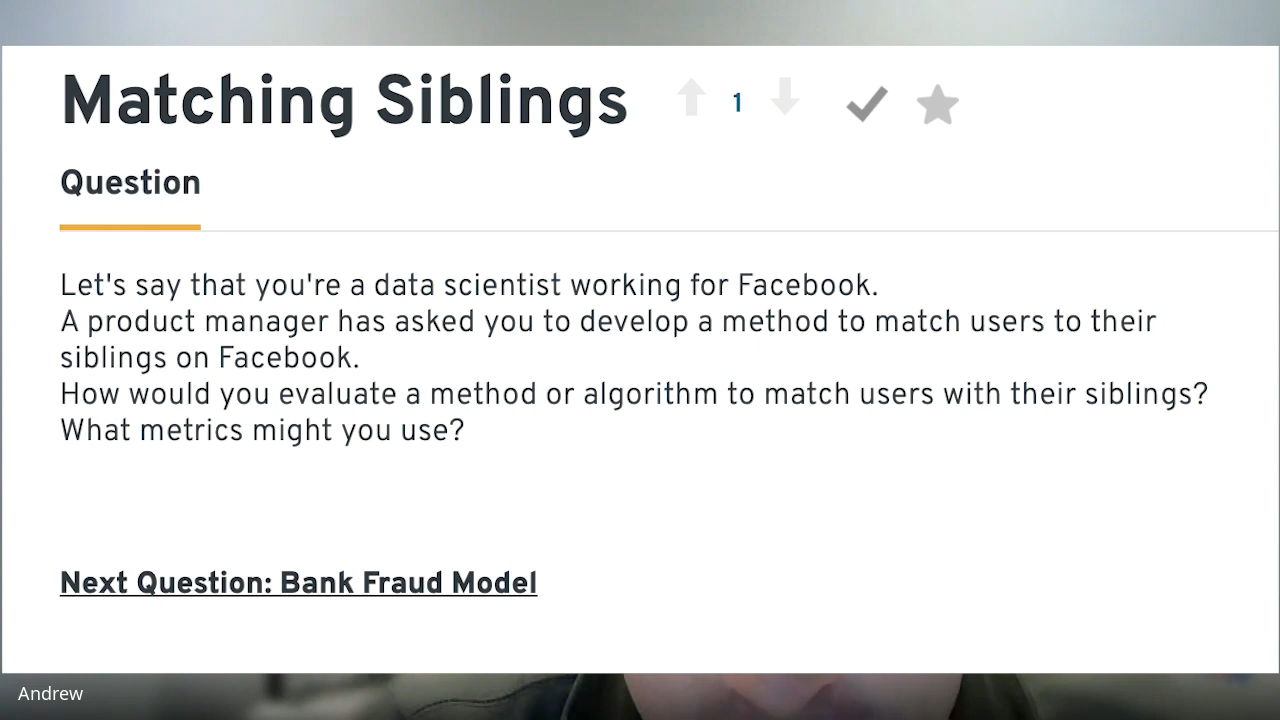 Matching Siblings 1
Question
Let's say that you're a data scientist working for Facebook.
A product manager has asked you to develop a method to match users to their
siblings on Facebook.
How would you evaluate a method or algorithm to match users with their siblings?
What metrics might you use?
Next Question: Bank Fraud Model
Andrew